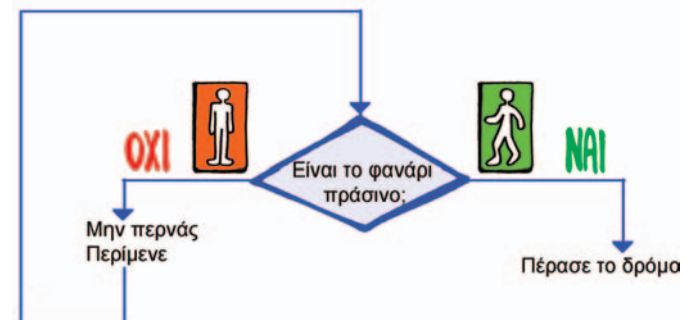 ΟΧΙ
ΝΑΙ
Είναι το φανάρι
πράσινο;
Μην περνάς
Περίμενε
Πέρασε το δρόμο